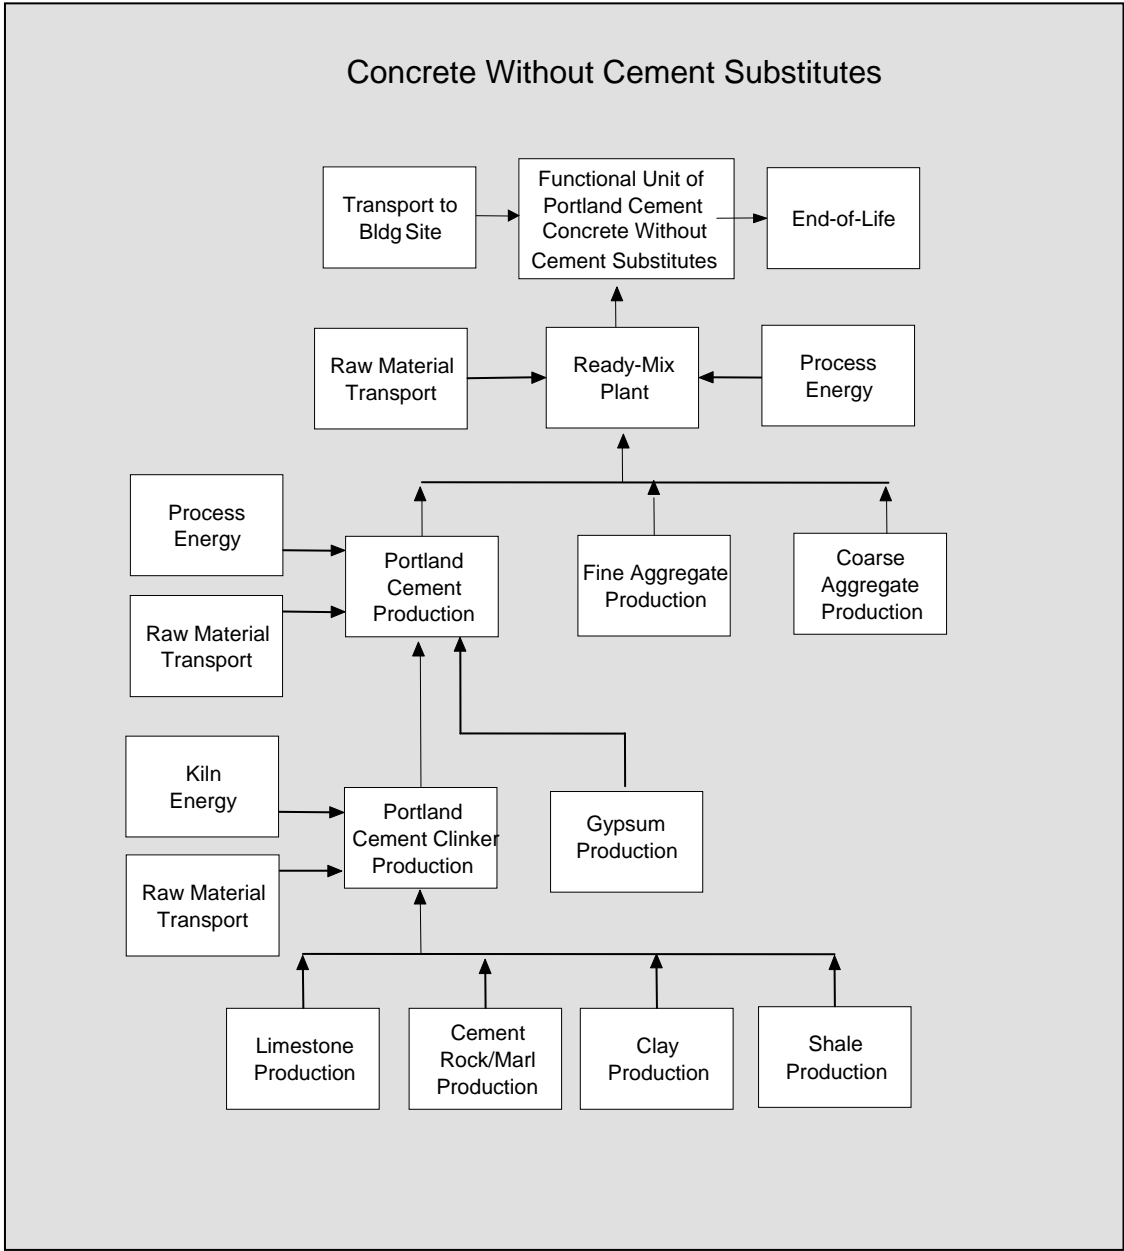 Concrete Without Cement Substitutes
Transport to
Bldg Site
Functional Unit of
Portland Cement
Concrete Without
Cement Substitutes
End-of-Life
Raw Material
Transport
Ready-Mix
Plant
Process
Energy
Process
Energy
Raw Material
Transport
Portland
Cement
Production
Fine Aggregate
Production
Coarse
Aggregate
Production
Kiln
Energy
Raw Material
Transport
Portland
Cement Clinker
Production
Gypsum
Production
Limestone
Production
Cement
Rock/Marl
Production
Clay
Production
Shale
Production